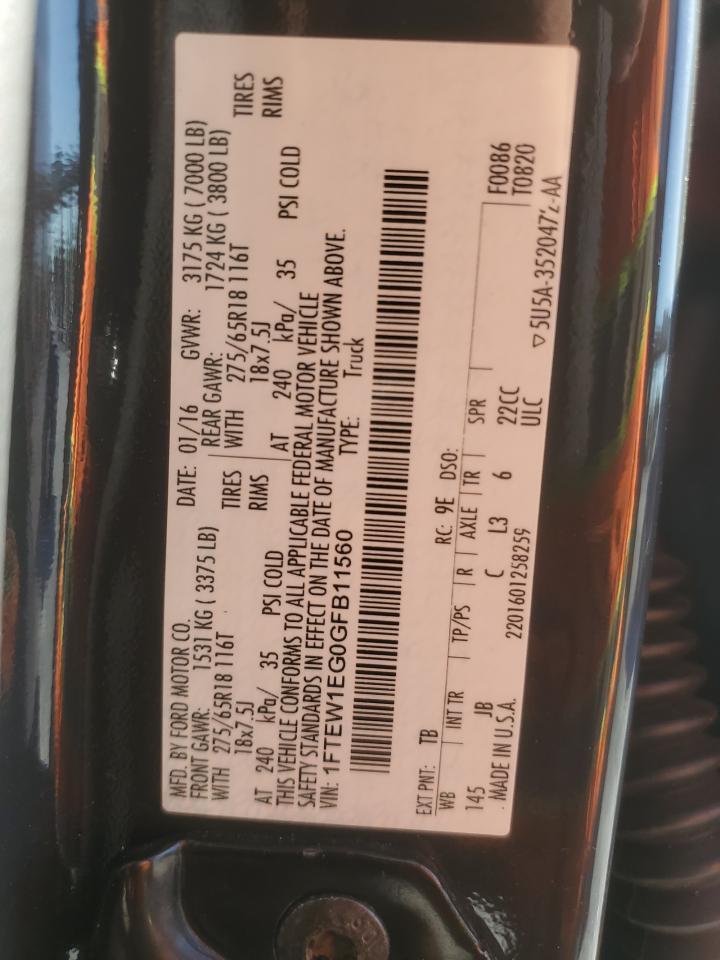 MFD. BY FORD MOTOR CO. DATE: 01/16 GVWR: 3175 KG ( 7000 LB)
FRONT GAWR: 1531 KG ( 3375 LB) REAR GAWR: 1724 KG ( 3800 LB)
WITH 275/65R18 116T TIRES WITH 275/65R18 116T TIRES
18x7.5J RIMS 18x7.5J RIMS
AT 240 kPa/ 35 PSI COLD AT 240 kPa/ 35 PSI COLD
THIS VEHICLE CONFORMS TO ALL APPLICABLE FEDERAL MOTOR VEHICLE
SAFETY STANDARDS IN EFFECT ON THE DATE OF MANUFACTURE SHOWN ABOVE.
VIN: 1FTEW1EG0GFB11560 TYPE: Truck
EXT PNT: TB RC: 9E DSO:
WB INT TR TP/PS R AXLE TR SPR
145 JB C L3 6 22CC F0086
MADE IN U.S.A. 2201601258259 ULC T0820
▽5U5A-3520472-AA